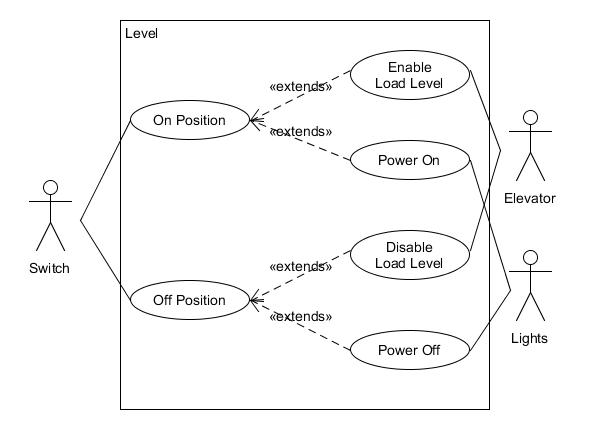 Level
Enable
Load Level
«extends»
On Position
«extends»
Power On
Elevator
Disable
Load Level
Switch
«extends»
Off Position
«extends»
Lights
Power Off